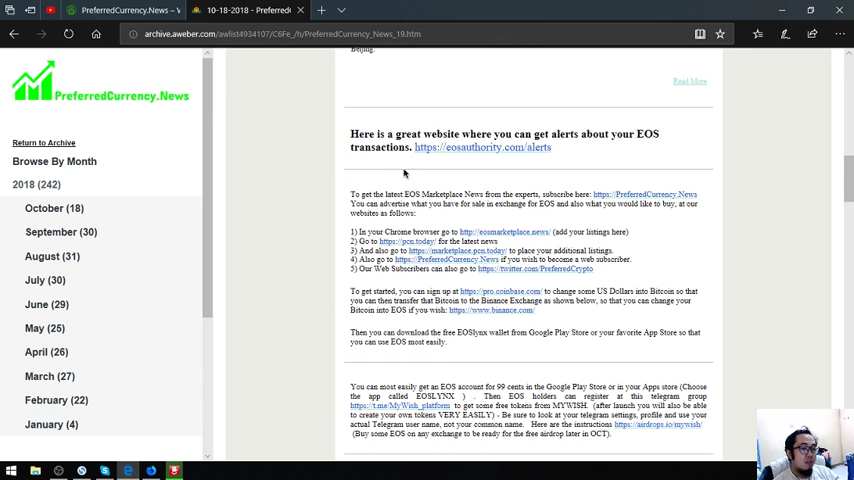 PreferredCurrency.News – W
10-18-2018 - Preferred
archive.aweber.com/awlist4934107/C6Fe_/h/PreferredCurrency_News_19.htm
PreferredCurrency.News
Return to Archive
Browse By Month
2018 (242)
October (18)
September (30)
August (31)
July (30)
June (29)
May (25)
April (26)
March (27)
February (22)
January (4)
Beijing.
Read More
Here is a great website where you can get alerts about your EOS
transactions. https://eosauthority.com/alerts
To get the latest EOS Marketplace News from the experts, subscribe here: https://PreferredCurrency.News
You can advertise what you have for sale in exchange for EOS and also what you would like to buy, at our
websites as follows:
1) In your Chrome browser go to http://eosmarketplace.news/ (add your listings here)
2) Go to https://pcn.today/ for the latest news
3) And also go to https://marketplace.pcn.today/ to place your additional listings.
4) Also go to https://PreferredCurrency.News if you wish to become a web subscriber.
5) Our Web Subscribers can also go to https://twitter.com/PreferredCrypto
To get started, you can sign up at https://pro.coinbase.com/ to change some US Dollars into Bitcoin so that
you can then transfer that Bitcoin to the Binance Exchange as shown below, so that you can change your
Bitcoin into EOS if you wish: https://www.binance.com/
Then you can download the free EOSlynx wallet from Google Play Store or your favorite App Store so that
you can use EOS most easily.
You can most easily get an EOS account for 99 cents in the Google Play Store or in your Apps store (Choose
the app called EOSLYNX ) . Then EOS holders can register at this telegram group
https://t.me/MyWish_platform to get some free tokens from MYWISH. (after launch you will also be able
to create your own tokens VERY EASILY) - Be sure to look at your telegram settings, profile and use your
actual Telegram user name, not your common name. Here are the instructions https://airdrops.io/mywish/
(Buy some EOS on any exchange to be ready for the free airdrop later in OCT).